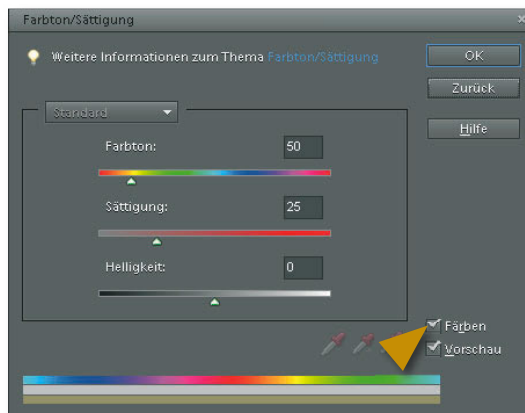 Farbton/Sättigung
Weitere Informationen zum Thema Farbton/Sättigung
OK
Zurück
Hilfe
Standard
Farbton: 50
Sättigung: 25
Helligkeit: 0
Färben
Vorschau